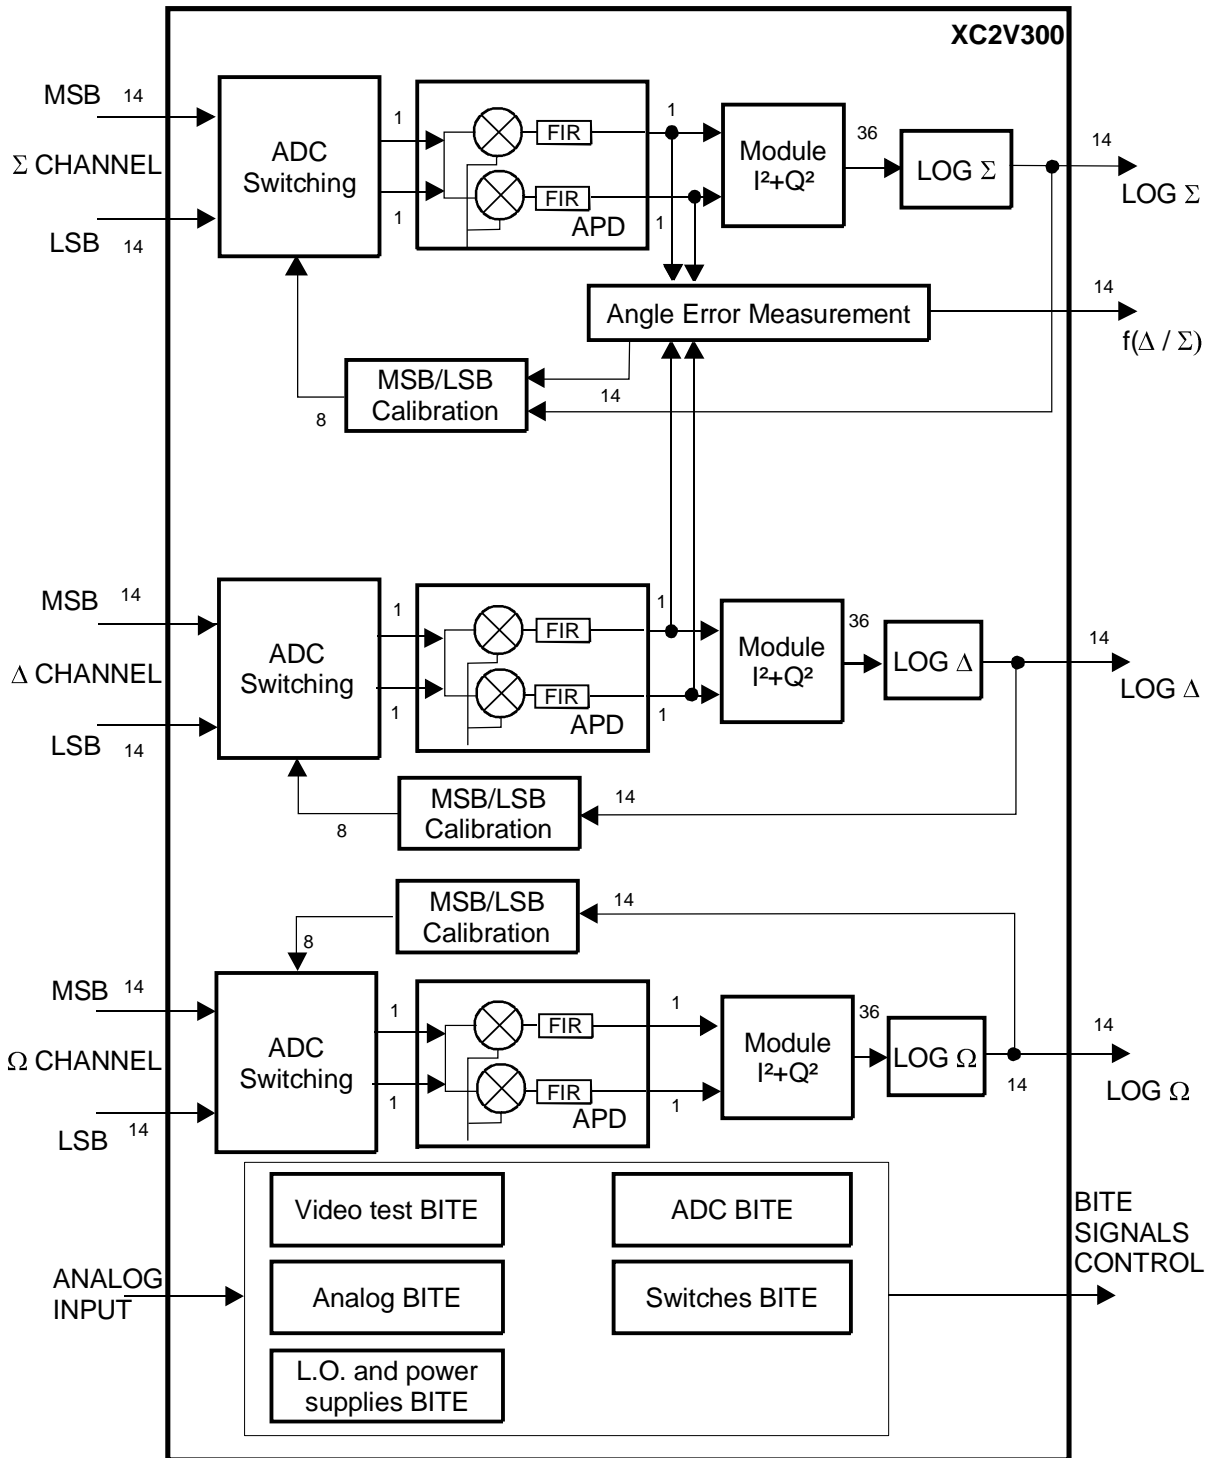 XC2V300
MSB 14
Σ CHANNEL
LSB 14
ADC
Switching
1
1
FIR
FIR
APD
1
1
Module
I²+Q²
36
LOG Σ
14
LOG Σ
Angle Error Measurement
14
f(Δ / Σ)
MSB/LSB
Calibration
8
14
MSB 14
Δ CHANNEL
LSB 14
ADC
Switching
1
1
FIR
FIR
APD
1
1
Module
I²+Q²
36
LOG Δ
14
LOG Δ
MSB/LSB
Calibration
8
14
MSB/LSB
Calibration
8
14
MSB 14
Ω CHANNEL
LSB 14
ADC
Switching
1
1
FIR
FIR
APD
1
1
Module
I²+Q²
36
LOG Ω
14
14
LOG Ω
Video test BITE
ADC BITE
Analog BITE
Switches BITE
L.O. and power
supplies BITE
ANALOG
INPUT
BITE
SIGNALS
CONTROL